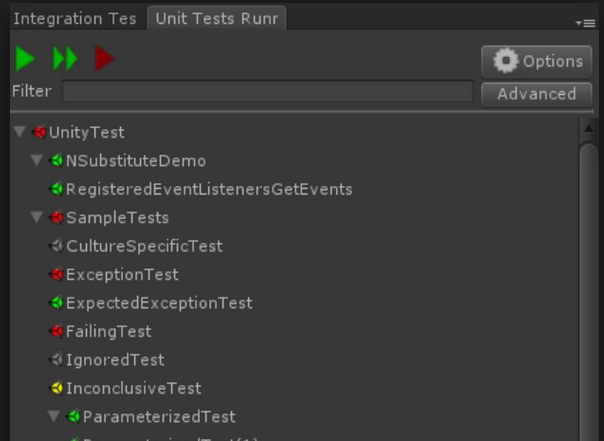 Integration Tes Unit Tests Runr
Options
Filter
Advanced
UnityTest
NSubstituteDemo
RegisteredEventListenersGetEvents
SampleTests
CultureSpecificTest
ExceptionTest
ExpectedExceptionTest
FailingTest
IgnoredTest
InconclusiveTest
ParameterizedTest